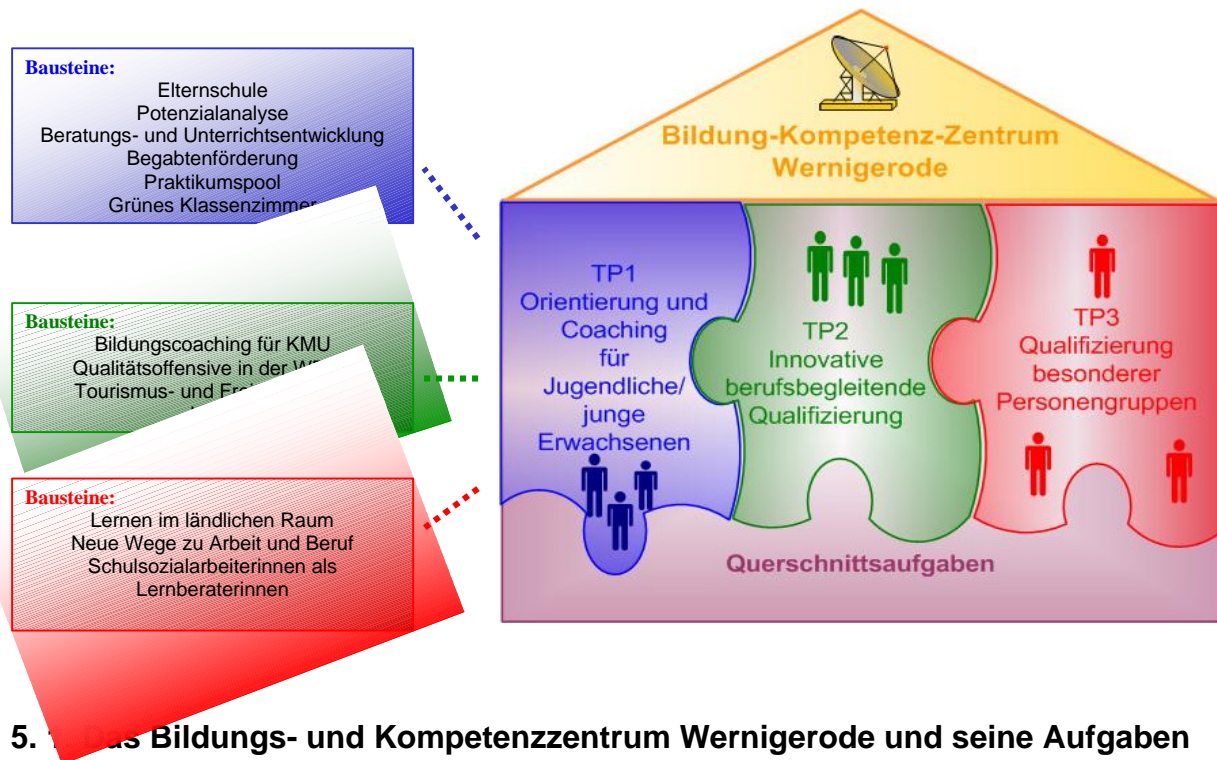 Bausteine:
Elternschule
Potenzialanalyse
Beratungs- und Unterrichtsentwicklung
Begabtenförderung
Praktikumspool
Grünes Klassenzimmer
Bausteine:
Bildungscoaching für KMU
Qualitätsoffensive in der
Tourismus- und
Bausteine:
Lernen im ländlichen Raum
Neue Wege zu Arbeit und Beruf
Schulsozialarbeiterinnen als
Lernberaterinnen
Bildung-Kompetenz-Zentrum
Wernigerode
TP1
Orientierung und
Coaching
für
Jugendliche/
junge
Erwachsenen
TP2
Innovative
berufsbegleitende
Qualifizierung
TP3
Qualifizierung
besonderer
Personengruppen
Querschnittsaufgaben
5. 1. Das Bildungs- und Kompetenzzentrum Wernigerode und seine Aufgaben